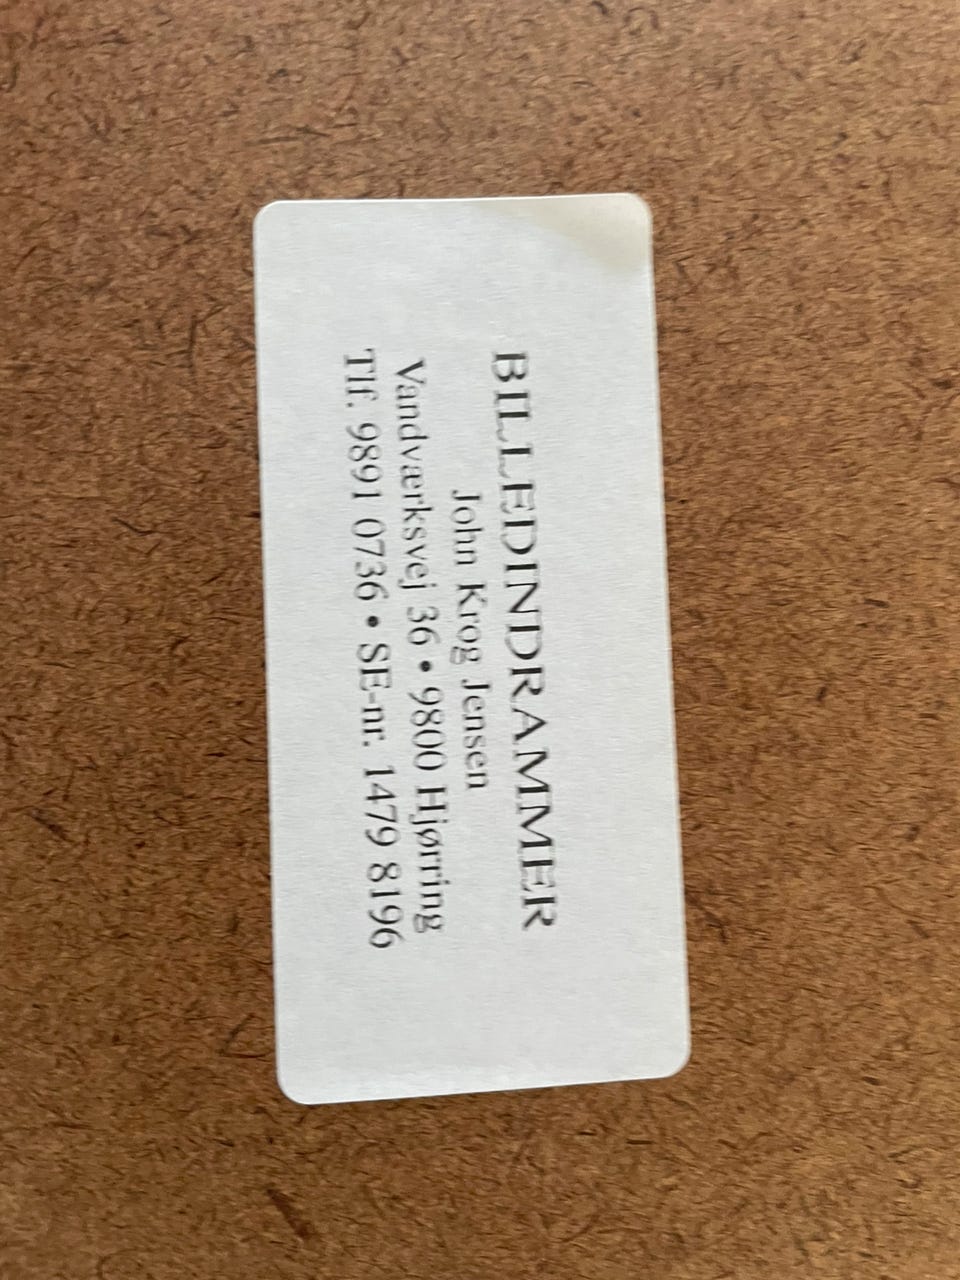 BILLEDINDRAMMER
John Krog Jensen
Vandværksvej 36 • 9800 Hjørring
Tlf. 9891 0736 • SE-nr. 1479 8196